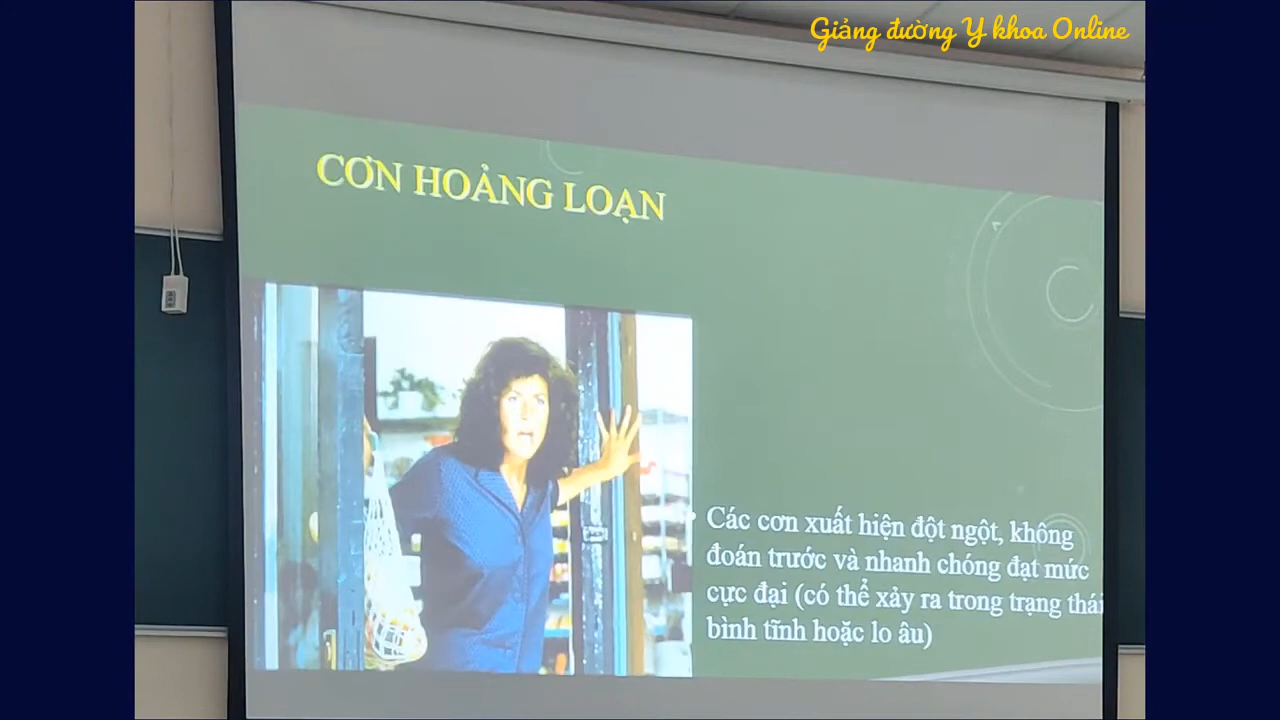 Giảng đường Y khoa Online
CƠN HOẢNG LOẠN
Các cơn xuất hiện đột ngột, không
đoán trước và nhanh chóng đạt mức
cực đại (có thể xảy ra trong trạng thái
bình tĩnh hoặc lo âu)